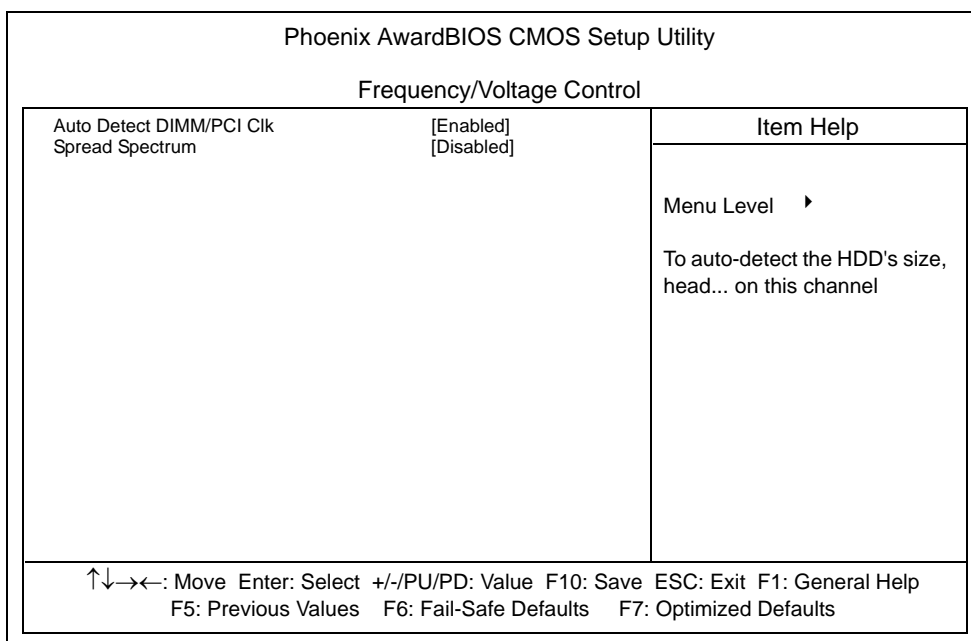 Phoenix AwardBIOS CMOS Setup Utility
Frequency/Voltage Control
Auto Detect DIMM/PCI Clk [Enabled]
Spread Spectrum [Disabled]
Item Help
Menu Level ▸
To auto-detect the HDD's size,
head... on this channel
↑↓→←: Move Enter: Select +/-/PU/PD: Value F10: Save ESC: Exit F1: General Help
F5: Previous Values F6: Fail-Safe Defaults F7: Optimized Defaults